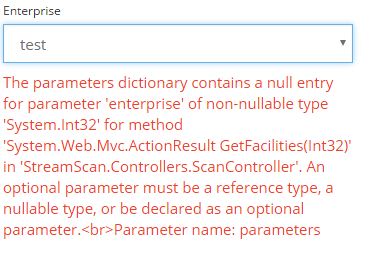 Enterprise
test
The parameters dictionary contains a null entry
for parameter 'enterprise' of non-nullable type
'System.Int32' for method
'System.Web.Mvc.ActionResult GetFacilities(Int32)'
in 'StreamScan.Controllers.ScanController'. An
optional parameter must be a reference type, a
nullable type, or be declared as an optional
parameter.<br>Parameter name: parameters